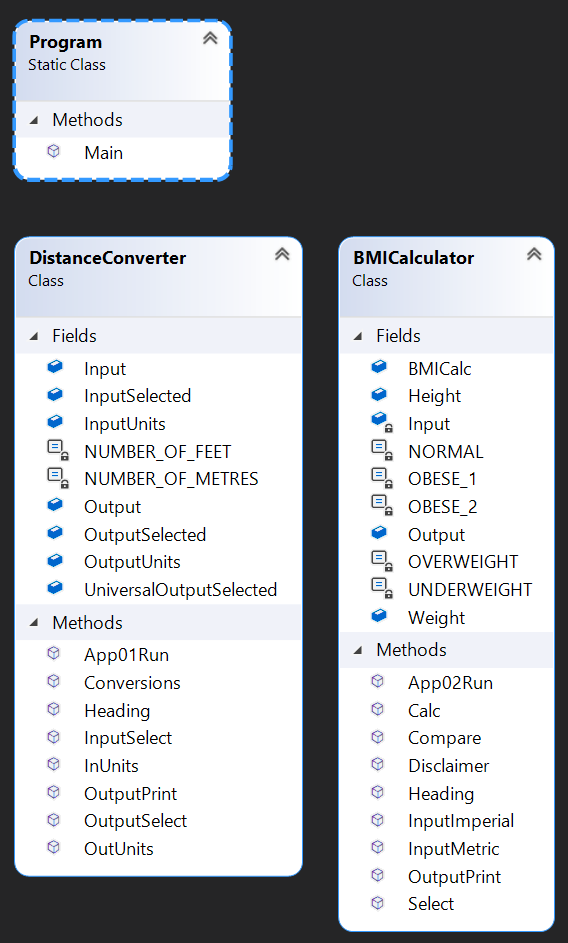 Program
Static Class
Methods
Main
DistanceConverter
Class
Fields
Input
InputSelected
InputUnits
NUMBER_OF_FEET
NUMBER_OF_METRES
Output
OutputSelected
OutputUnits
UniversalOutputSelected
Methods
App01Run
Conversions
Heading
InputSelect
InUnits
OutputPrint
OutputSelect
OutUnits
BMICalculator
Class
Fields
BMICalc
Height
Input
NORMAL
OBESE_1
OBESE_2
Output
OVERWEIGHT
UNDERWEIGHT
Weight
Methods
App02Run
Calc
Compare
Disclaimer
Heading
InputImperial
InputMetric
OutputPrint
Select